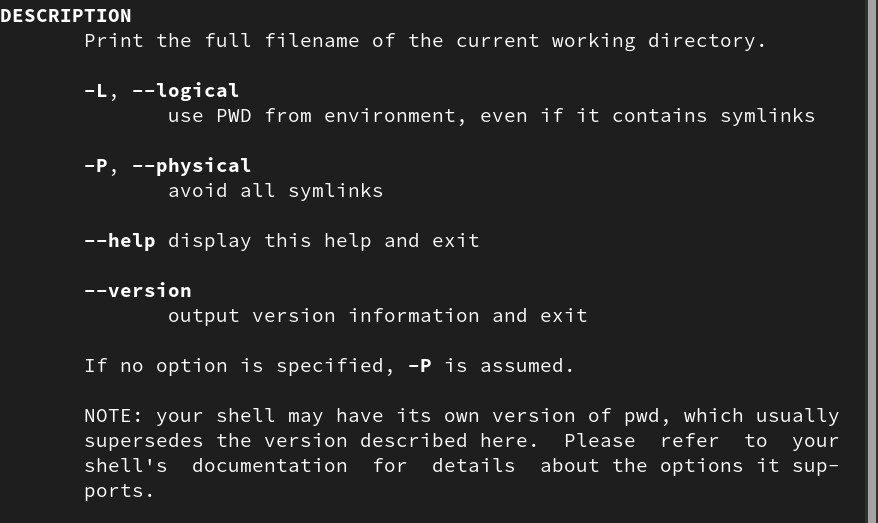 DESCRIPTION
Print the full filename of the current working directory.
-L, --logical
use PWD from environment, even if it contains symlinks
-P, --physical
avoid all symlinks
--help display this help and exit
--version
output version information and exit
If no option is specified, -P is assumed.
NOTE: your shell may have its own version of pwd, which usually
supersedes the version described here.  Please  refer  to  your
shell's  documentation  for  details  about the options it sup-
ports.